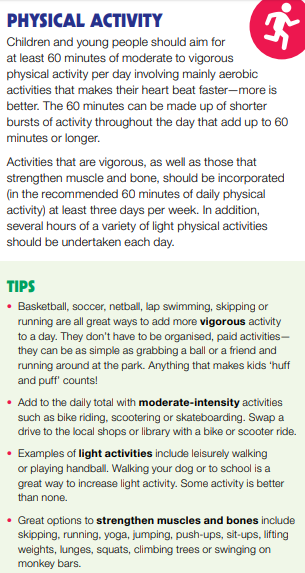 PHYSICAL ACTIVITY
Children and young people should aim for
at least 60 minutes of moderate to vigorous
physical activity per day involving mainly aerobic
activities that makes their heart beat faster—more is
better. The 60 minutes can be made up of shorter
bursts of activity throughout the day that add up to 60
minutes or longer.
Activities that are vigorous, as well as those that
strengthen muscle and bone, should be incorporated
(in the recommended 60 minutes of daily physical
activity) at least three days per week. In addition,
several hours of a variety of light physical activities
should be undertaken each day.
TIPS
• Basketball, soccer, netball, lap swimming, skipping or
running are all great ways to add more vigorous activity
to a day. They don't have to be organised, paid activities—
they can be as simple as grabbing a ball or a friend and
running around at the park. Anything that makes kids 'huff
and puff' counts!
• Add to the daily total with moderate-intensity activities
such as bike riding, scootering or skateboarding. Swap a
drive to the local shops or library with a bike or scooter ride.
• Examples of light activities include leisurely walking
or playing handball. Walking your dog or to school is a
great way to increase light activity. Some activity is better
than none.
• Great options to strengthen muscles and bones include
skipping, running, yoga, jumping, push-ups, sit-ups, lifting
weights, lunges, squats, climbing trees or swinging on
monkey bars.